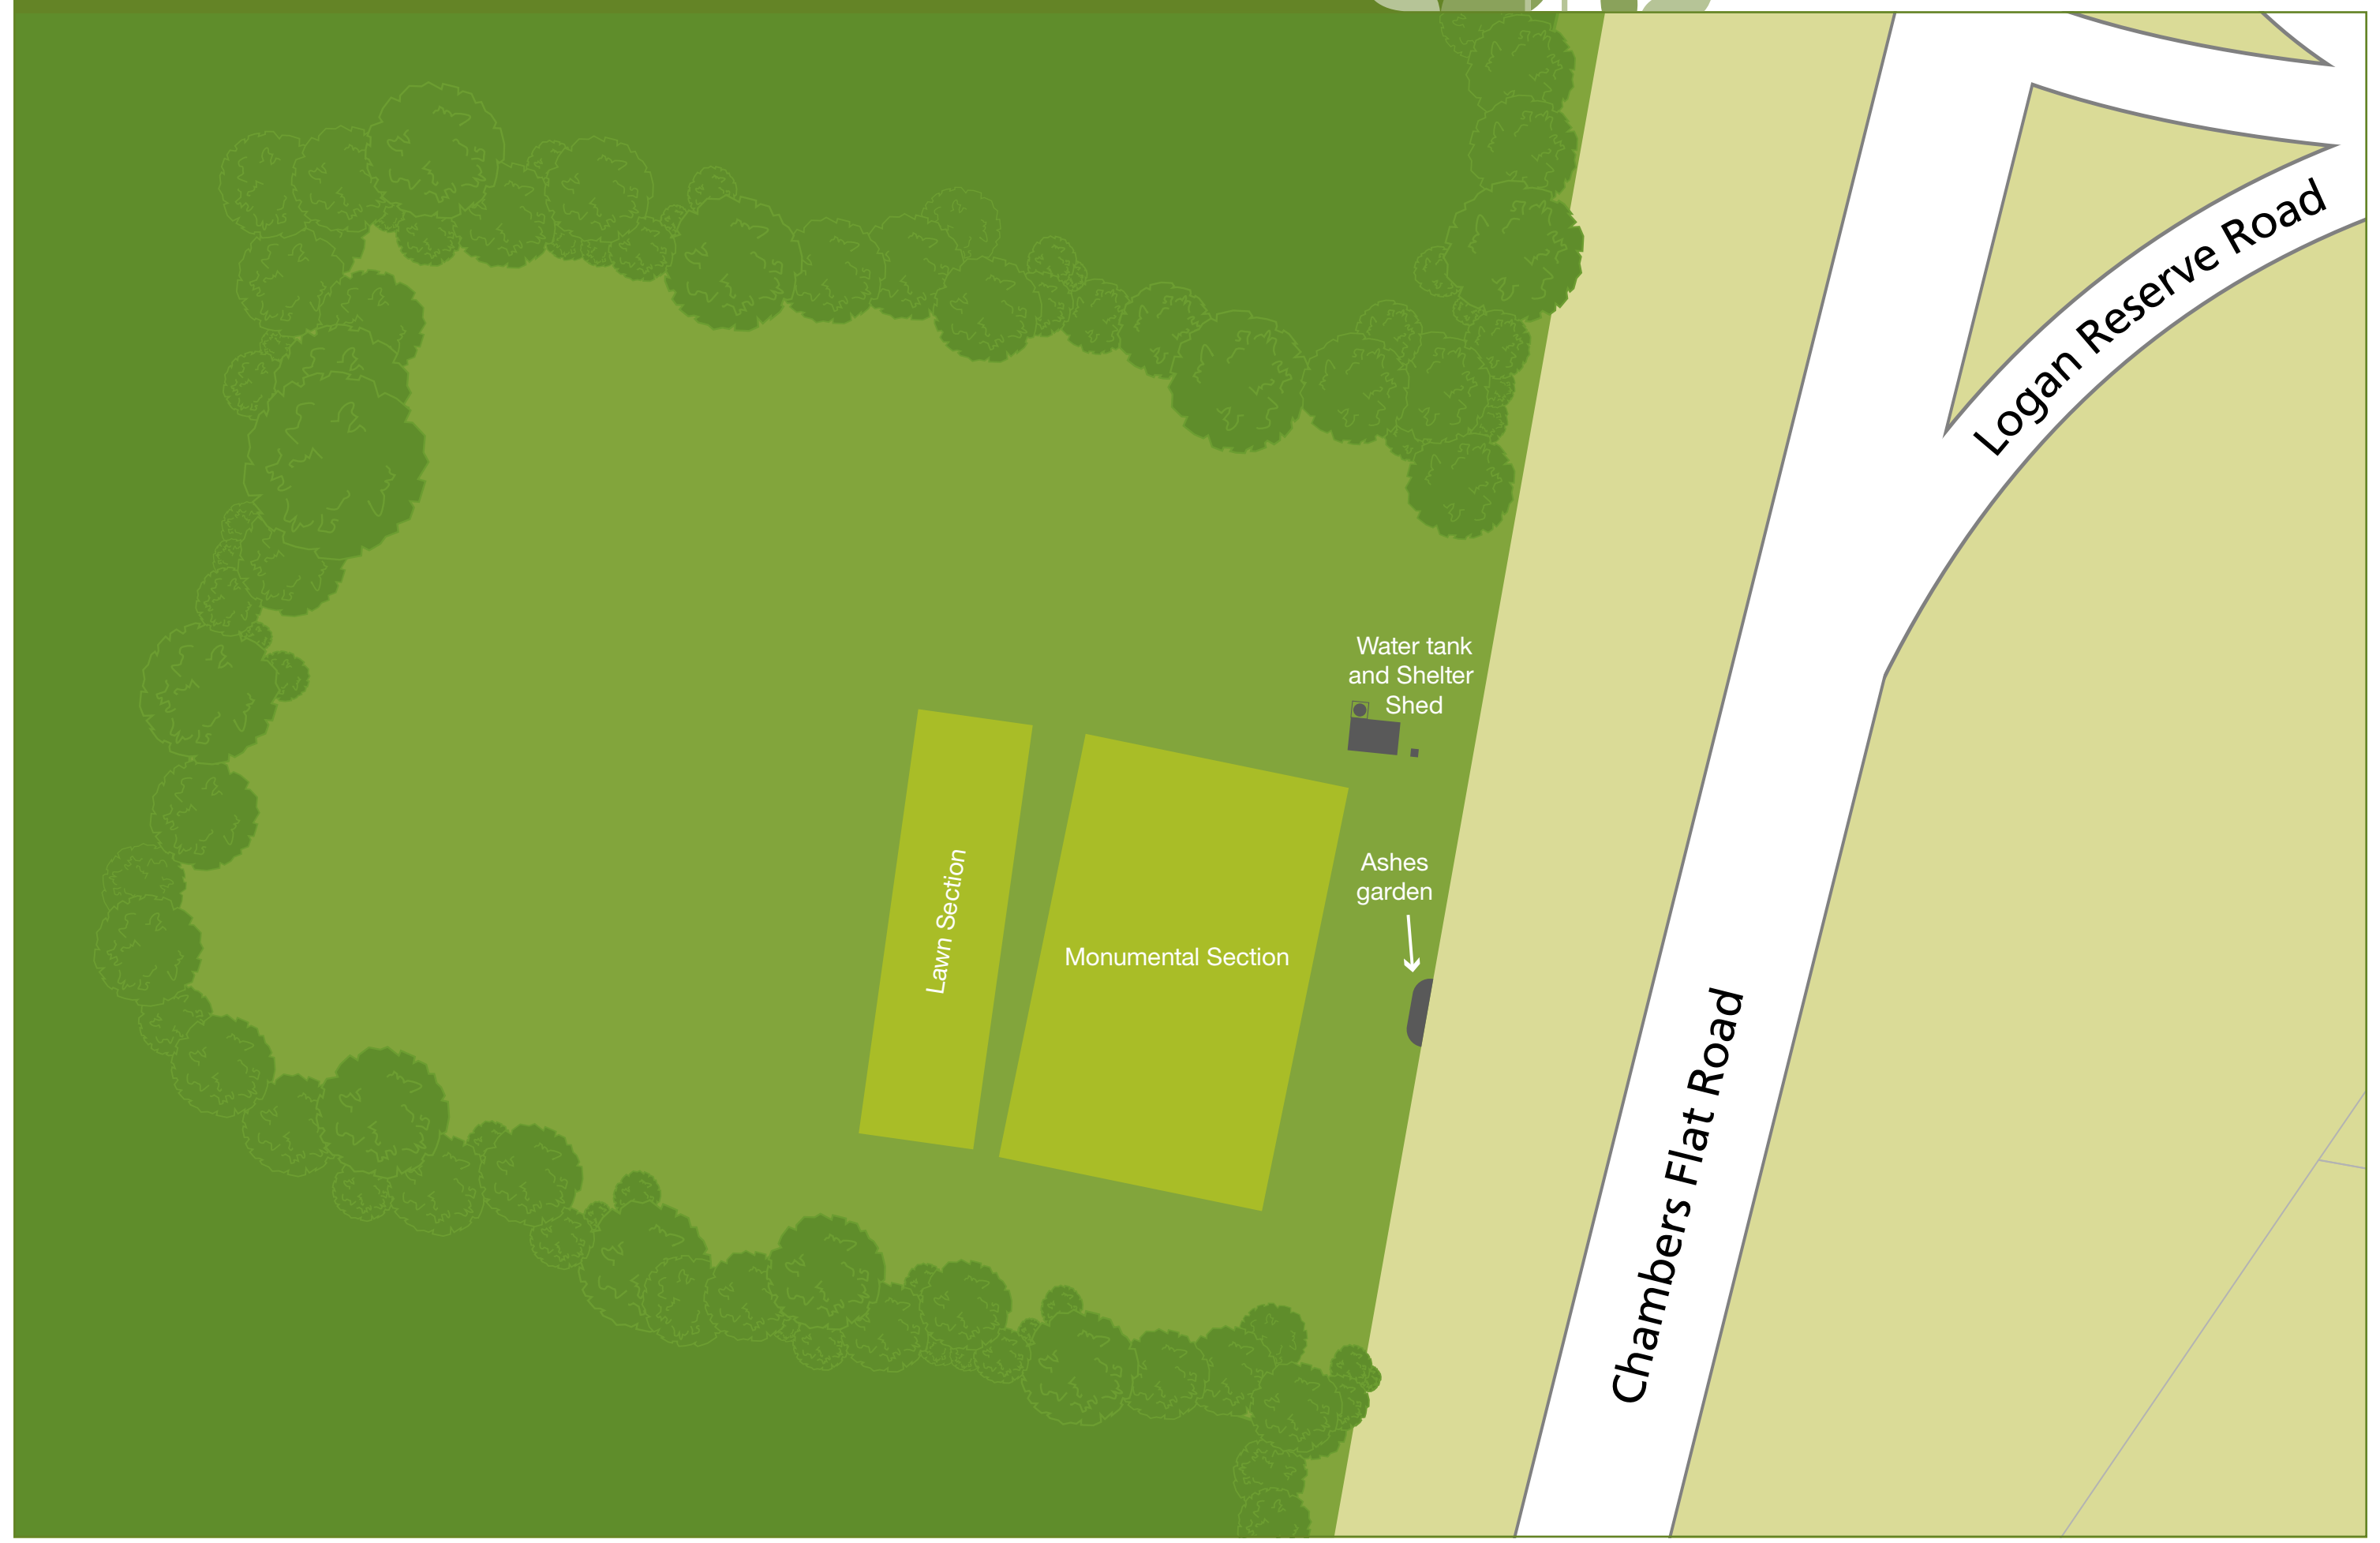 Logan Reserve Road
Water tank
and Shelter
Shed
Lawn Section
Ashes
garden
Monumental Section
Chambers Flat Road